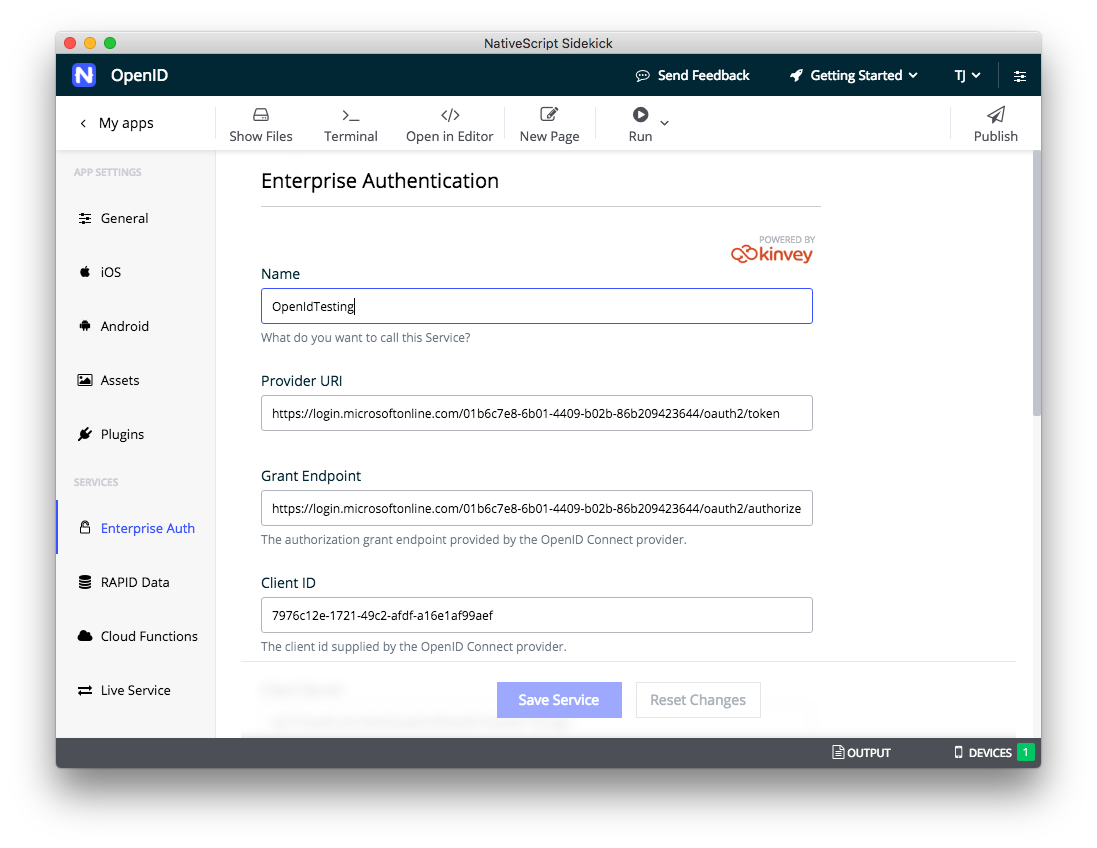 NativeScript Sidekick
OpenID
Send Feedback
Getting Started
TJ
My apps
Show Files
Terminal
Open in Editor
New Page
Run
Publish
APP SETTINGS
General
iOS
Android
Assets
Plugins
SERVICES
Enterprise Auth
RAPID Data
Cloud Functions
Live Service
Enterprise Authentication
POWERED BY
kinvey
Name
OpenIdTesting
What do you want to call this Service?
Provider URI
https://login.microsoftonline.com/01b6c7e8-6b01-4409-b02b-86b209423644/oauth2/token
Grant Endpoint
https://login.microsoftonline.com/01b6c7e8-6b01-4409-b02b-86b209423644/oauth2/authorize
The authorization grant endpoint provided by the OpenID Connect provider.
Client ID
7976c12e-1721-49c2-afdf-a16e1af99aef
The client id supplied by the OpenID Connect provider.
Save Service
Reset Changes
OUTPUT
DEVICES 1